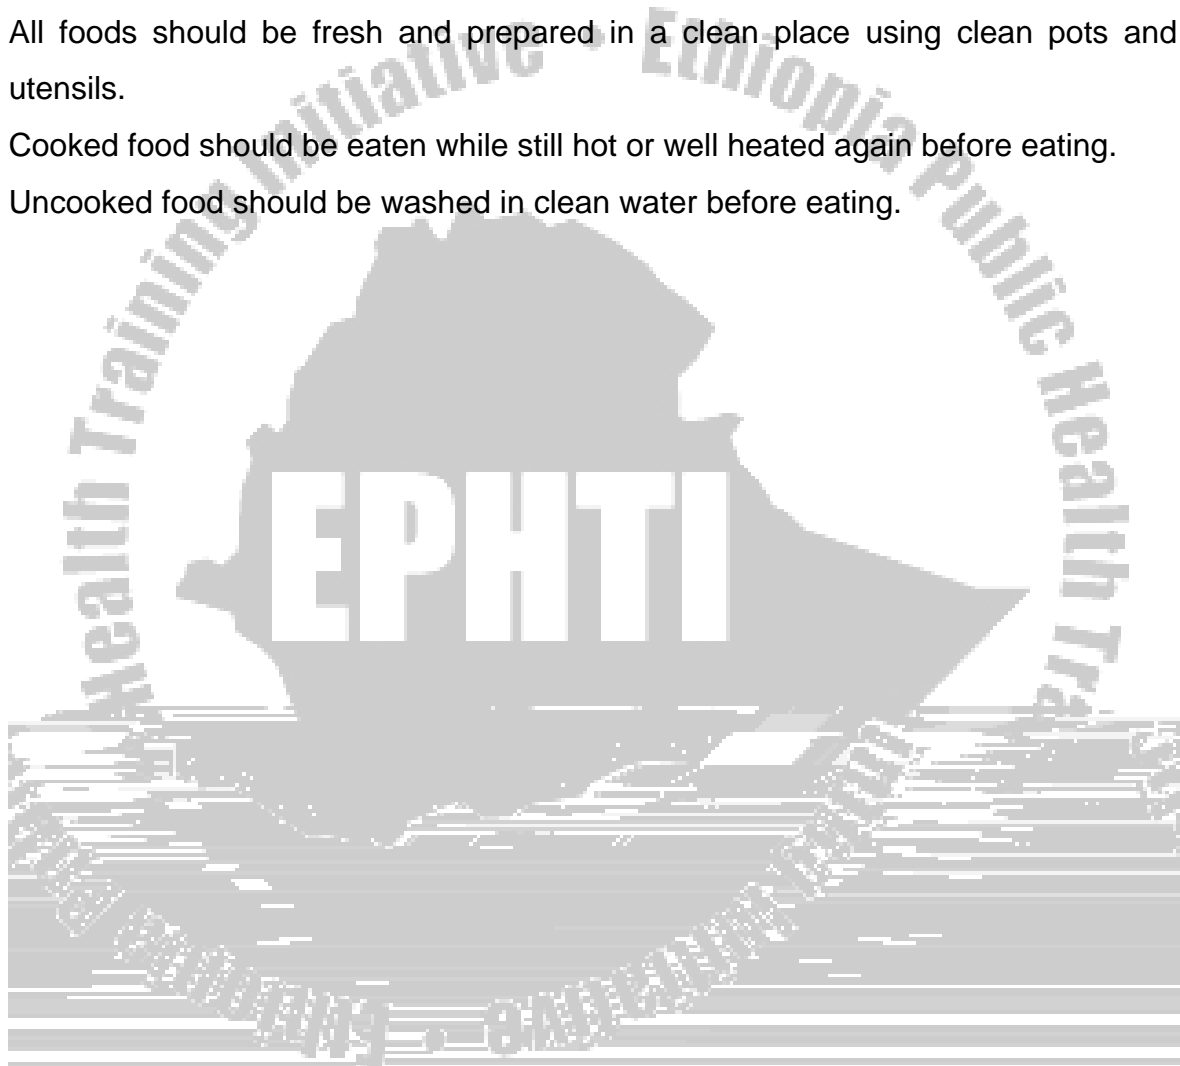 All foods should be fresh and prepared in a clean place using clean pots and
utensils.
Cooked food should be eaten while still hot or well heated again before eating.
Uncooked food should be washed in clean water before eating.
Health Training Initiative • Ethiopia Public Health Tra
EPHTI